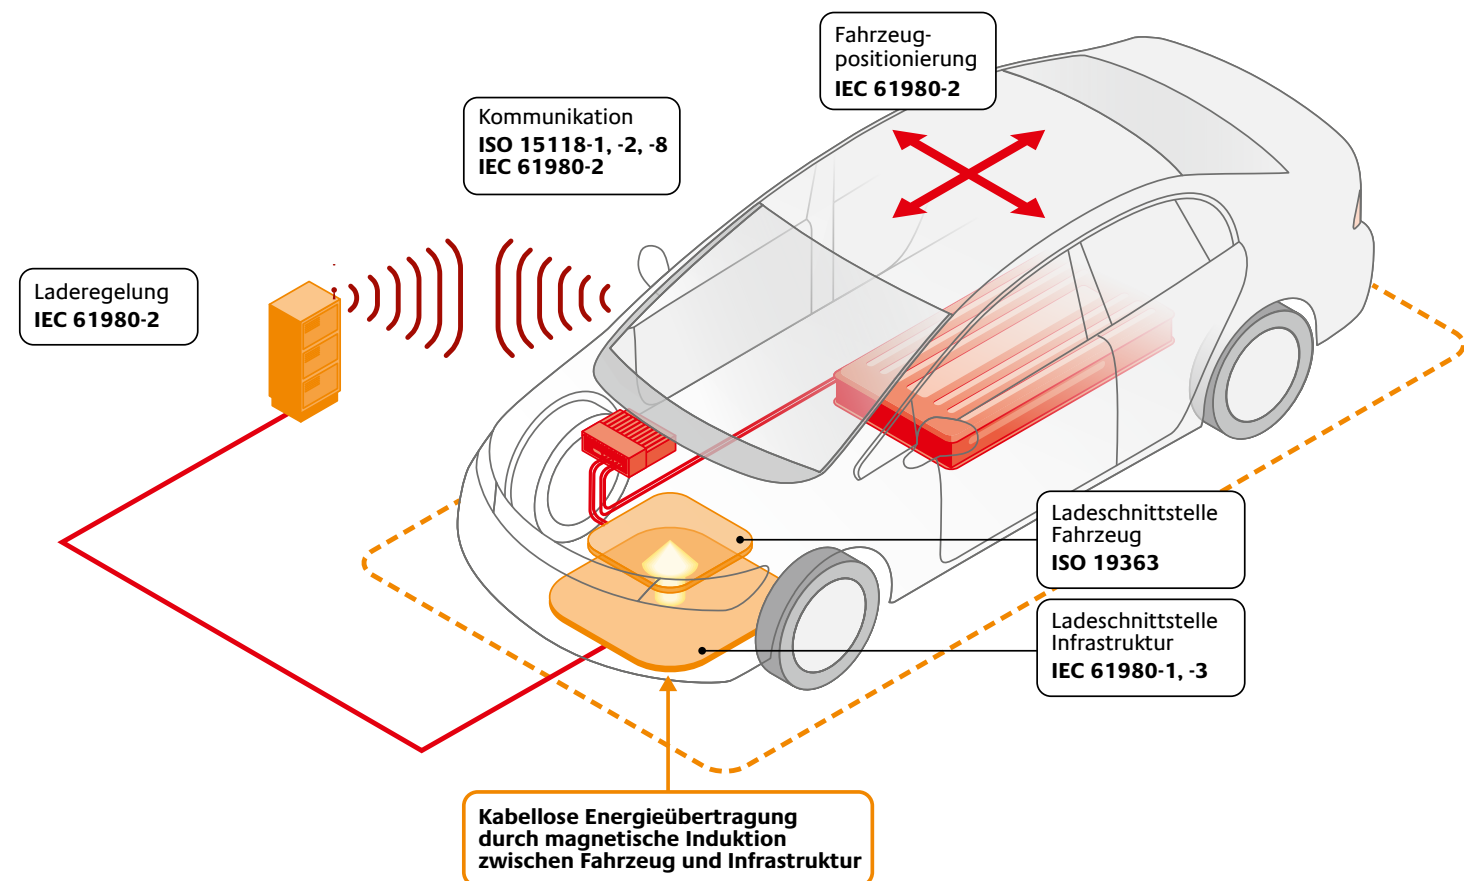 Fahrzeug-
positionierung
IEC 61980-2
Kommunikation
ISO 15118-1, -2, -8
IEC 61980-2
Laderegelung
IEC 61980-2
Ladeschnittstelle
Fahrzeug
ISO 19363
Ladeschnittstelle
Infrastruktur
IEC 61980-1, -3
Kabellose Energieübertragung
durch magnetische Induktion
zwischen Fahrzeug und Infrastruktur